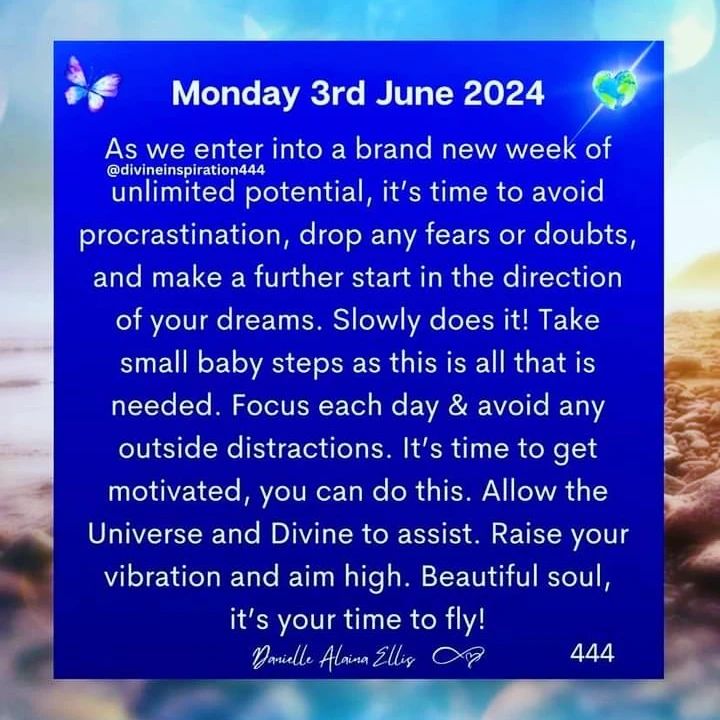 Monday 3rd June 2024
As we enter into a brand new week of
@divineinspiration444
unlimited potential, it's time to avoid
procrastination, drop any fears or doubts,
and make a further start in the direction
of your dreams. Slowly does it! Take
small baby steps as this is all that is
needed. Focus each day & avoid any
outside distractions. It's time to get
motivated, you can do this. Allow the
Universe and Divine to assist. Raise your
vibration and aim high. Beautiful soul,
it's your time to fly!
Danielle Alaina Ellis
444